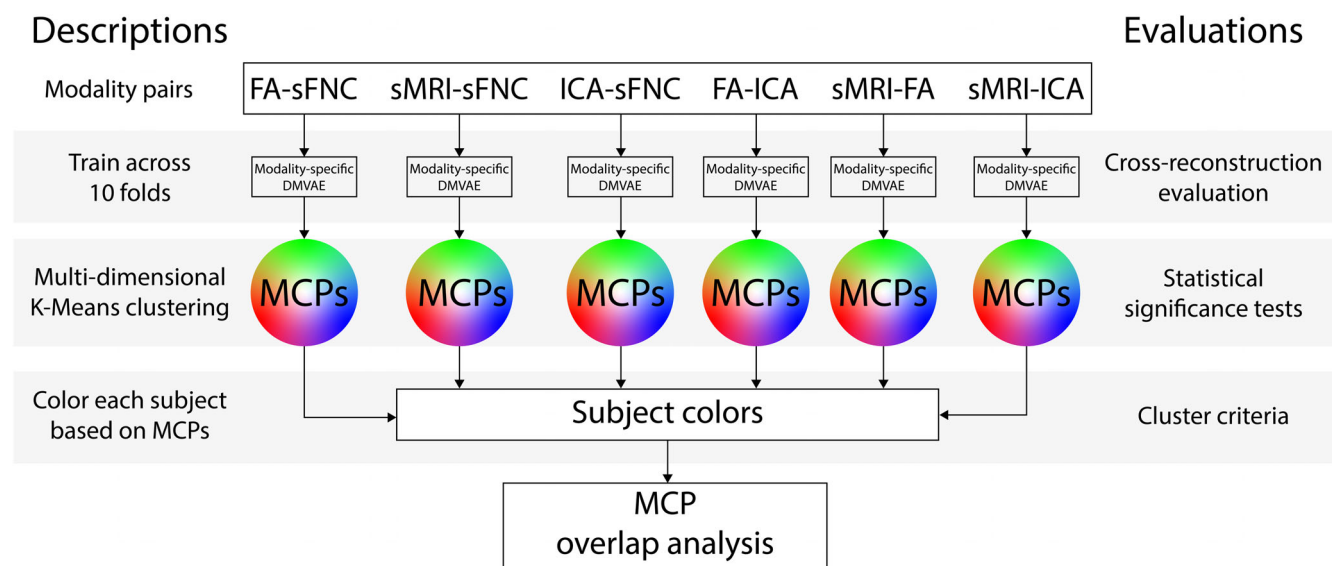 Descriptions
Evaluations
Modality pairs
FA-sFNC sMRI-sFNC ICA-sFNC FA-ICA sMRI-FA sMRI-ICA
Train across
10 folds
Modality-specific
DMVAE
Modality-specific
DMVAE
Modality-specific
DMVAE
Modality-specific
DMVAE
Modality-specific
DMVAE
Modality-specific
DMVAE
Cross-reconstruction
evaluation
Multi-dimensional
K-Means clustering
MCPs MCPs MCPs MCPs MCPs MCPs
Statistical
significance tests
Color each subject
based on MCPs
Subject colors
Cluster criteria
MCP
overlap analysis